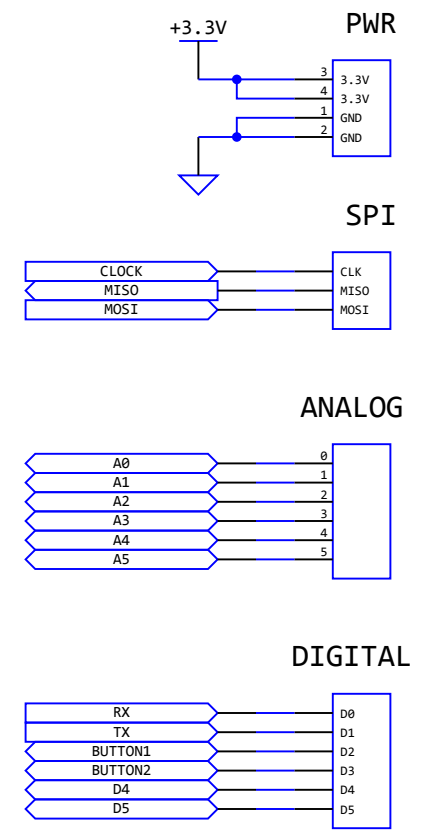 PWR
+3.3V
3 3.3V
4 3.3V
1 GND
2 GND
SPI
CLOCK CLK
MISO MISO
MOSI MOSI
ANALOG
A0 0
A1 1
A2 2
A3 3
A4 4
A5 5
DIGITAL
RX D0
TX D1
BUTTON1 D2
BUTTON2 D3
D4 D4
D5 D5